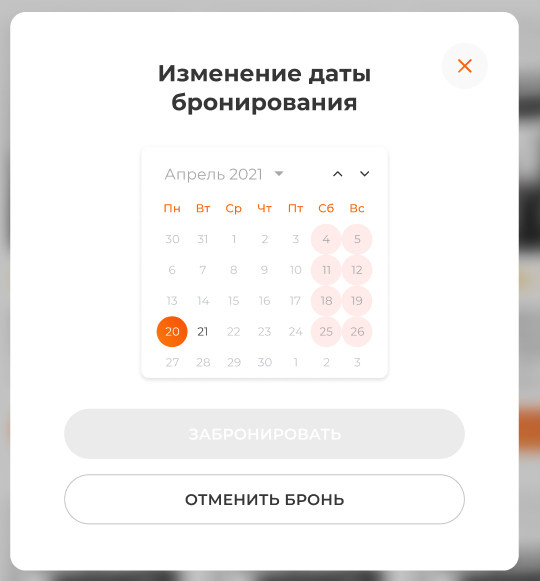 Изменение даты
бронирования
Апрель 2021
Пн Вт Ср Чт Пт Сб Вс
30 31 1 2 3 4 5
6 7 8 9 10 11 12
13 14 15 16 17 18 19
20 21 22 23 24 25 26
27 28 29 30 1 2 3
ЗАБРОНИРОВАТЬ
ОТМЕНИТЬ БРОНЬ